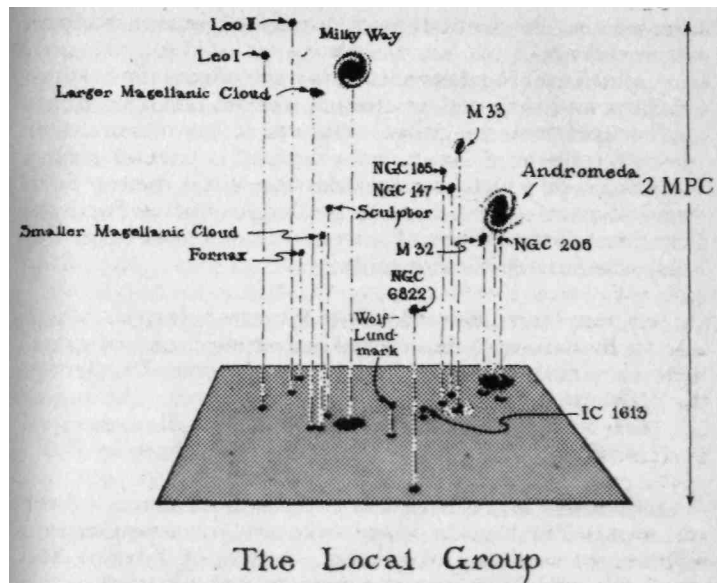 Leo II
Milky Way
Leo I
Larger Magellanic Cloud
M 33
NGC 185
NGC 147
Andromeda
2 MPC
Sculptor
Smaller Magellanic Cloud
M 32
NGC 205
Fornax
NGC
6822
Wolf
Lund
mark
IC 1613
The Local Group